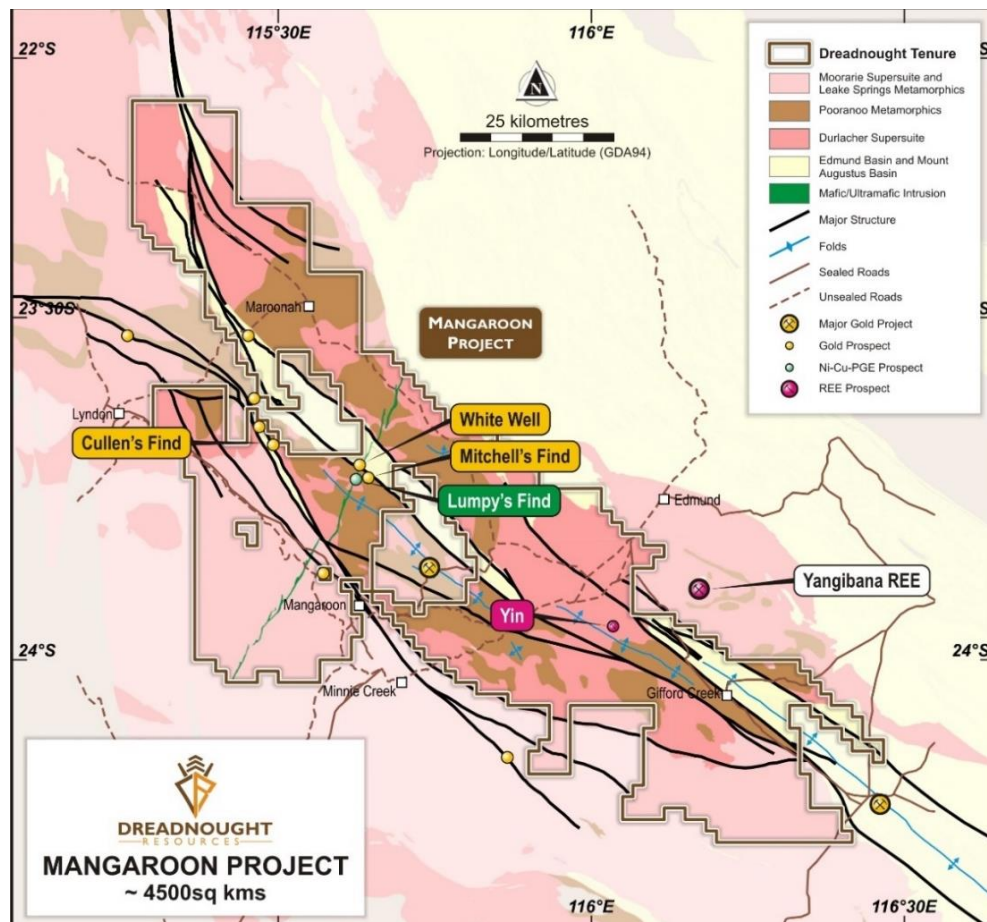 115°30E
116°E
22°S
S
N
25 kilometres
Projection: Longitude/Latitude (GDA94)
Dreadnought Tenure
Moorarie Supersuite and
Leake Springs Metamorphics
Pooranoo Metamorphics
Durlacher Supersuite
Edmund Basin and Mount
Augustus Basin
Mafic/Ultramafic Intrusion
Major Structure
Folds
Sealed Roads
Unsealed Roads
Major Gold Project
Gold Prospect
Ni-Cu-PGE Prospect
REE Prospect
23°30S
S
Maroonah
MANGAROON
PROJECT
Lyndon
Cullen's Find
White Well
Mitchell's Find
Lumpy's Find
Edmund
Yangibana REE
Mangaroon
Yin
24°S
24°S
Minnie Creek
Gifford Creek
DREADNOUGHT
RESOURCES
MANGAROON PROJECT
~ 4500sq kms
115°30E
116°E
116°30E